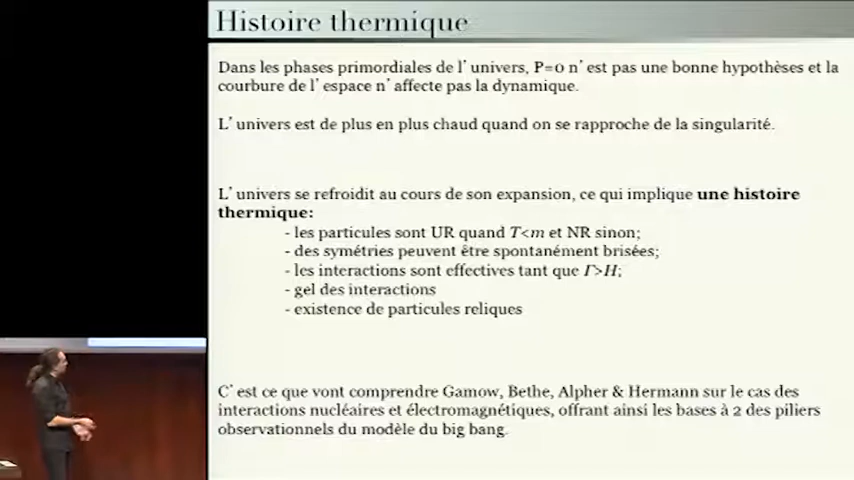 Histoire thermique
Dans les phases primordiales de l'univers, P=0 n'est pas une bonne hypothèses et la
courbure de l'espace n'affecte pas la dynamique.
L'univers est de plus en plus chaud quand on se rapproche de la singularité.
L'univers se refroidit au cours de son expansion, ce qui implique une histoire
thermique:
- les particules sont UR quand T<m et NR sinon;
- des symétries peuvent être spontanément brisées;
- les interactions sont effectives tant que Γ>H;
- gel des interactions
- existence de particules reliques
C'est ce que vont comprendre Gamow, Bethe, Alpher & Hermann sur le cas des
interactions nucléaires et électromagnétiques, offrant ainsi les bases à 2 des piliers
observationnels du modèle du big bang.